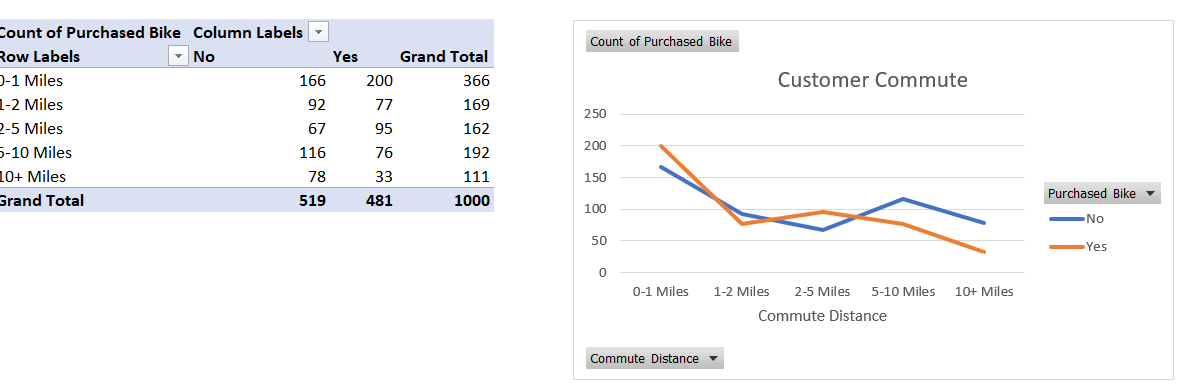 Count of Purchased Bike Column Labels
Row Labels No Yes Grand Total
0-1 Miles 166 200 366
1-2 Miles 92 77 169
2-5 Miles 67 95 162
5-10 Miles 116 76 192
10+ Miles 78 33 111
Grand Total 519 481 1000
Count of Purchased Bike
Customer Commute
250
200
150
100
50
0
0-1 Miles 1-2 Miles 2-5 Miles 5-10 Miles 10+ Miles
Commute Distance
Purchased Bike
No
Yes
Commute Distance